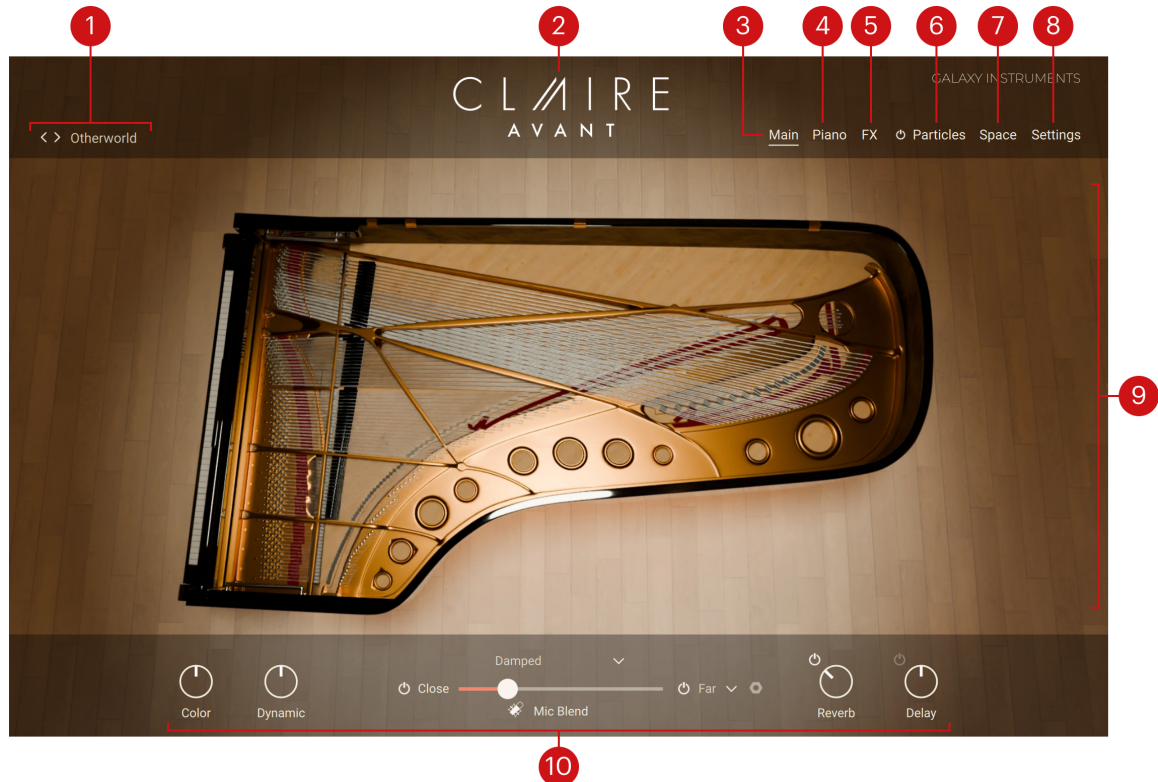 1
2
3
4
5
6
7
8
CLAIRE
AVANT
GALAXY INSTRUMENTS
< > Otherworld
Main Piano FX Particles Space Settings
9
Damped
Close
Far
Mic Blend
Color
Dynamic
Reverb
Delay
10